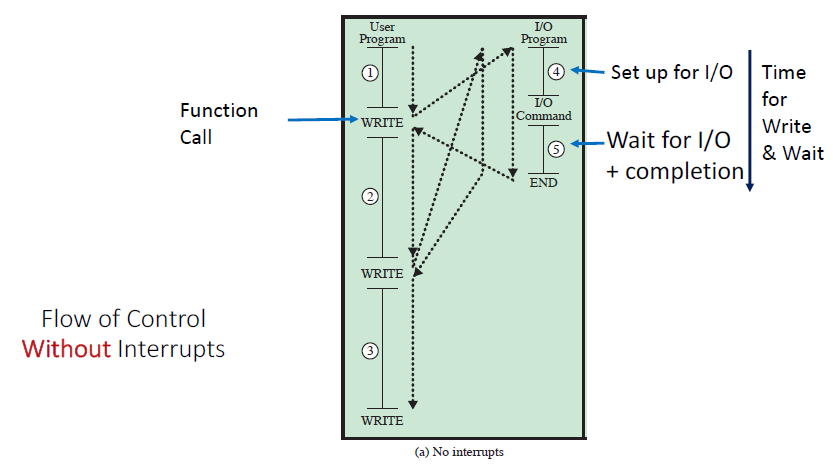 User
Program
I/O
Program
1
4
Set up for I/O
Time
for
Write
& Wait
I/O
Command
Function
Call
WRITE
5
Wait for I/O
+ completion
END
2
WRITE
Flow of Control
Without Interrupts
3
WRITE
(a) No interrupts